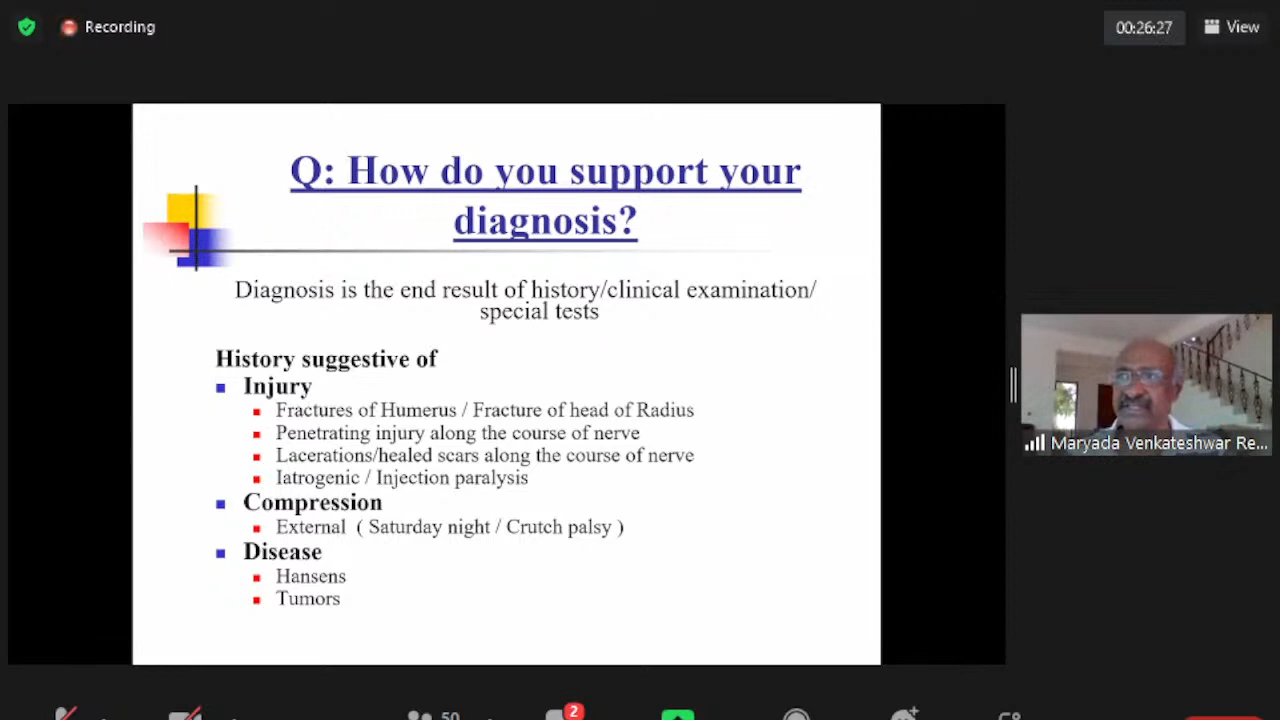 Recording
00:26:27
View
Q: How do you support your
diagnosis?
Diagnosis is the end result of history/clinical examination/
special tests
History suggestive of
Injury
Fractures of Humerus / Fracture of head of Radius
Penetrating injury along the course of nerve
Lacerations/healed scars along the course of nerve
Iatrogenic / Injection paralysis
Compression
External ( Saturday night / Crutch palsy )
Disease
Hansens
Tumors
Maryada Venkateshwar Re...
50
2